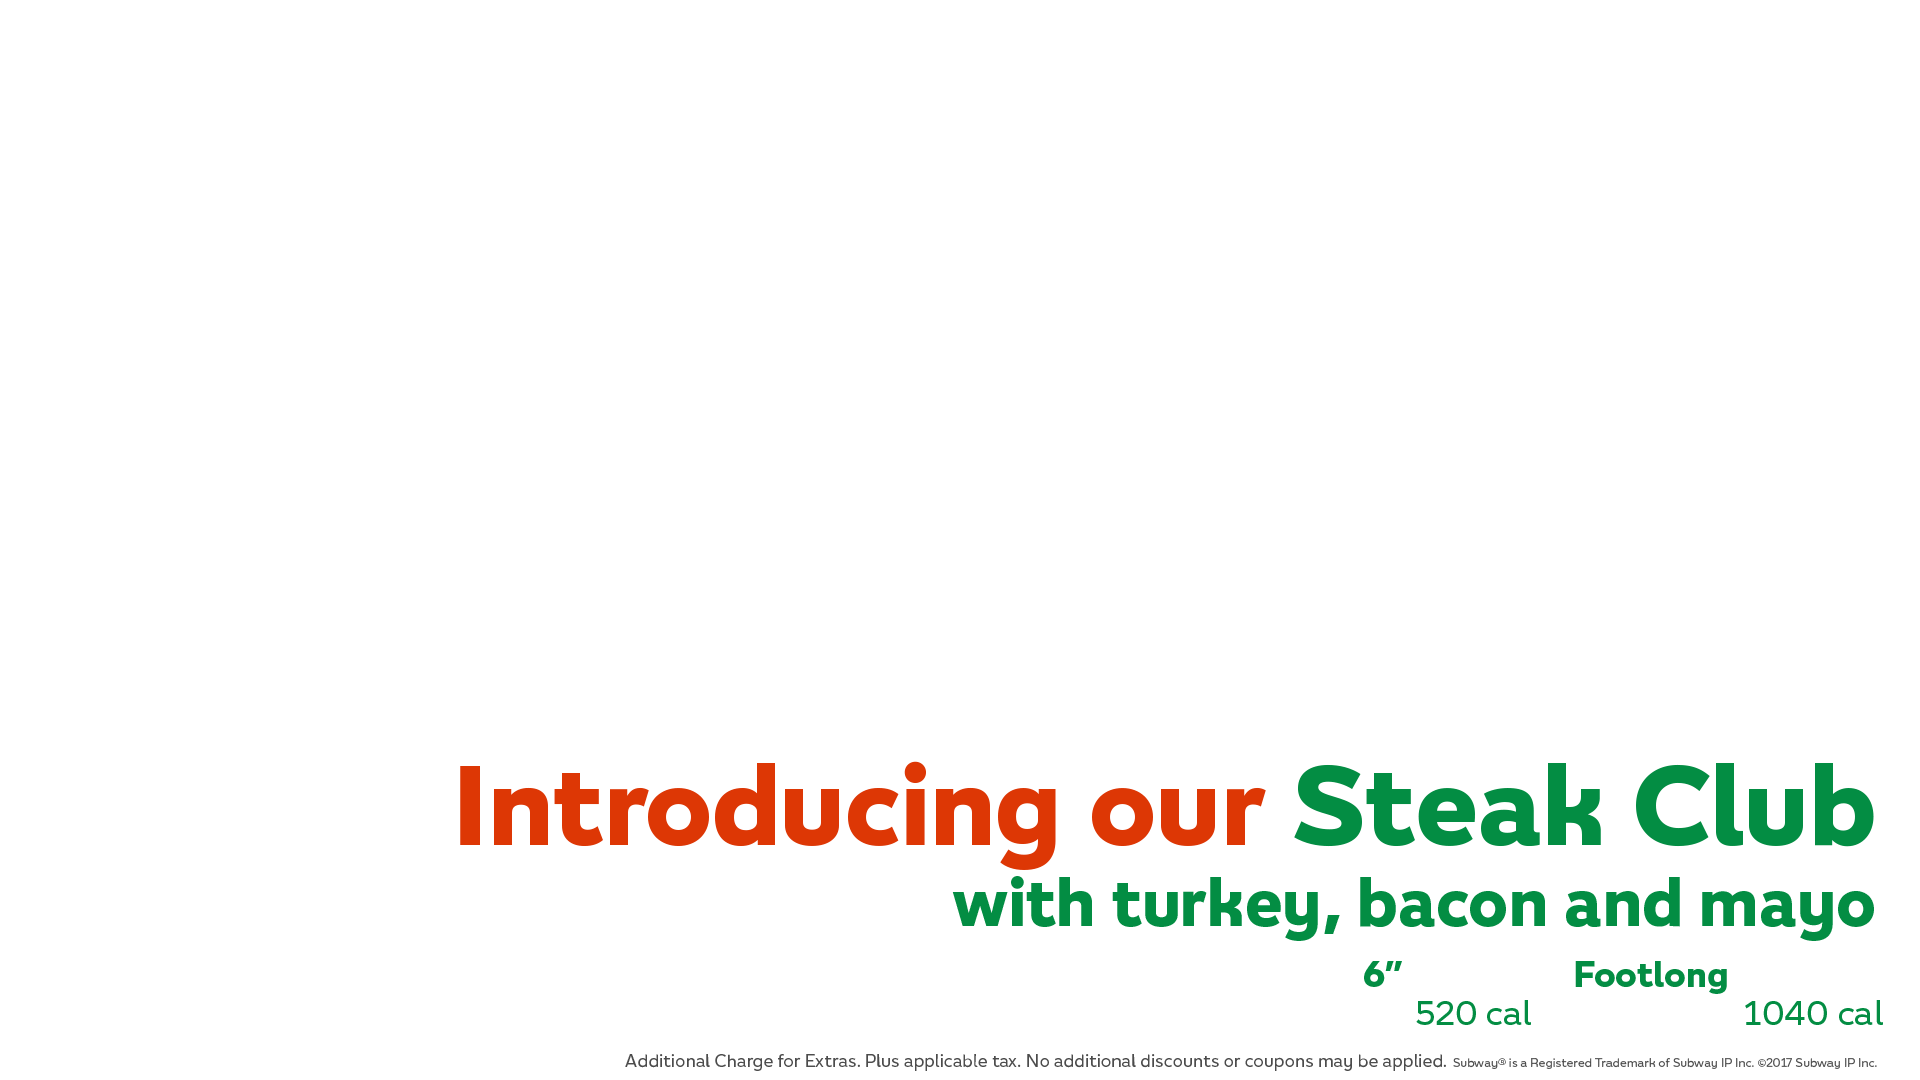 Introducing our Steak Club
with turkey, bacon and mayo
6” Footlong
520 cal 1040 cal
Additional Charge for Extras. Plus applicable tax. No additional discounts or coupons may be applied. Subway® is a Registered Trademark of Subway IP Inc. ©2017 Subway IP Inc.